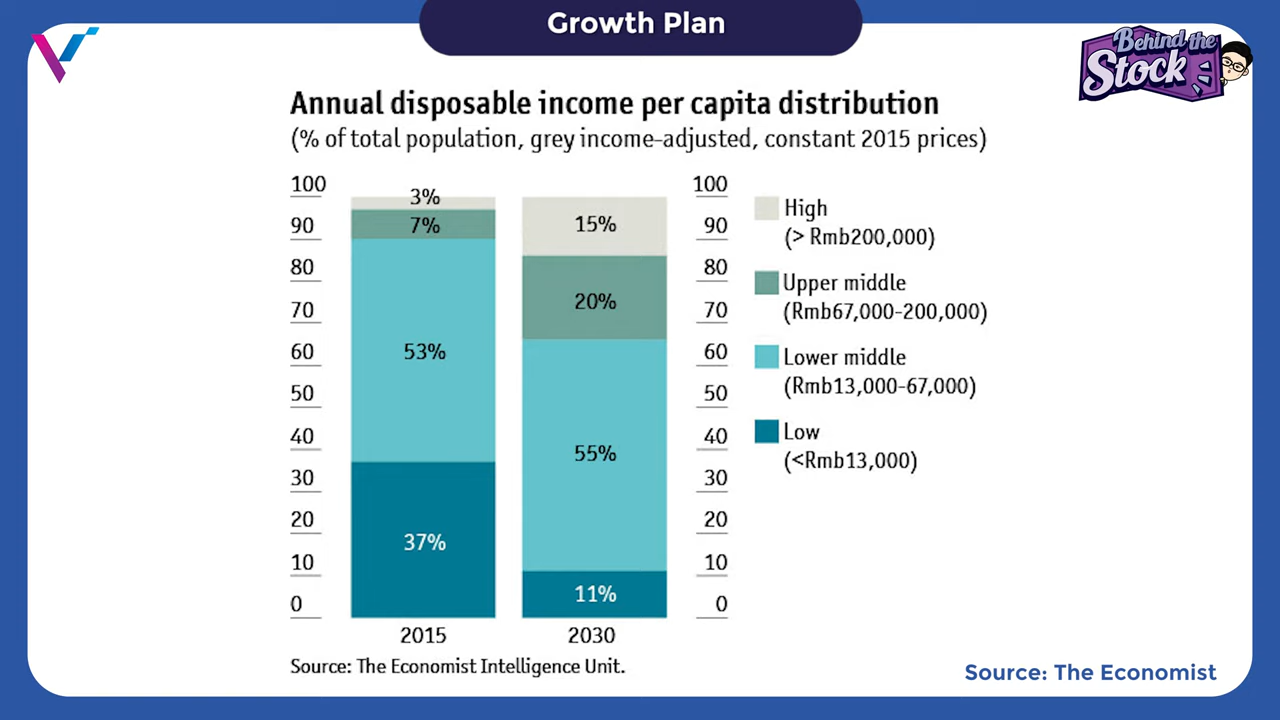 Growth Plan
Behind the
Stock
Annual disposable income per capita distribution
(% of total population, grey income-adjusted, constant 2015 prices)
100
90
80
70
60
50
40
30
20
10
0
3%
7%
53%
37%
2015
15%
20%
55%
11%
2030
100
90
80
70
60
50
40
30
20
10
0
High
(> Rmb200,000)
Upper middle
(Rmb67,000-200,000)
Lower middle
(Rmb13,000-67,000)
Low
(<Rmb13,000)
Source: The Economist Intelligence Unit.
Source: The Economist